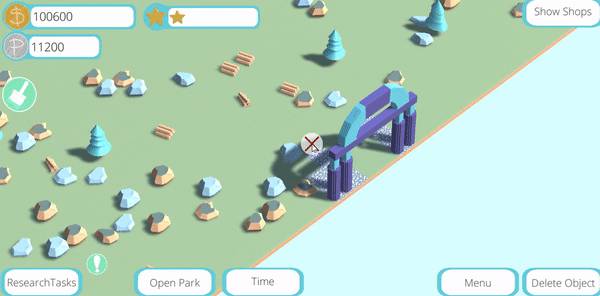 100600
Show Shops
11200
ResearchTasks
Open Park
Time
Menu
Delete Object